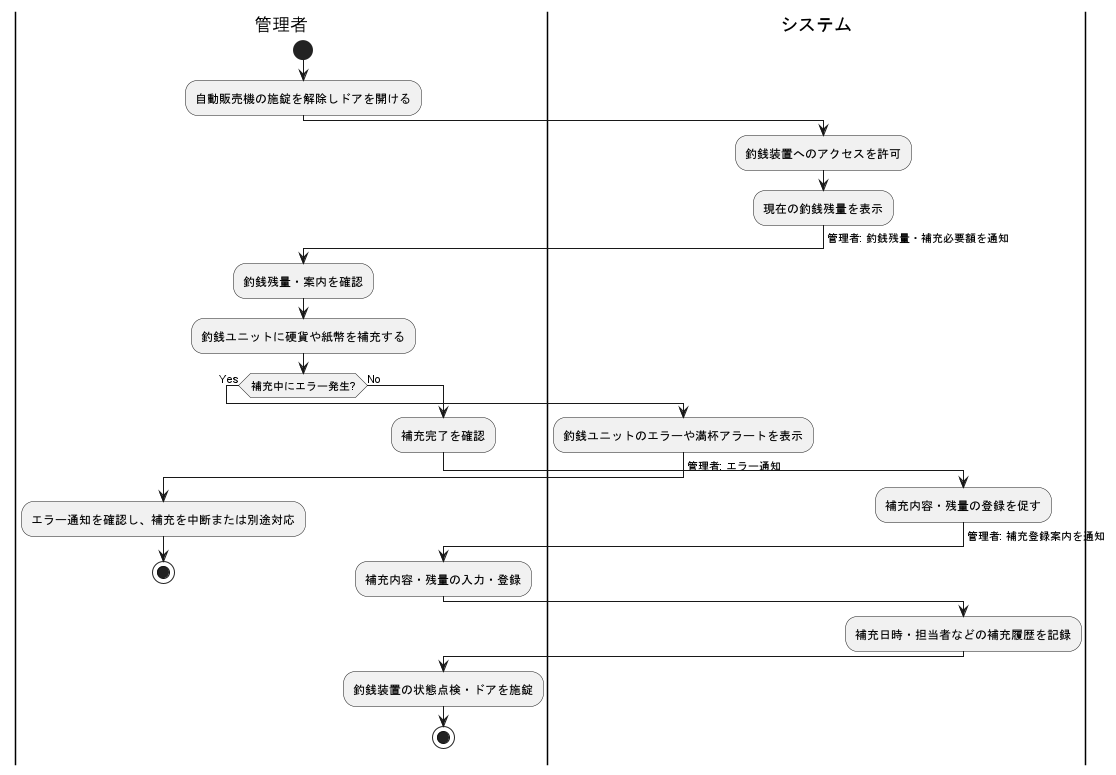 管理者
システム
自動販売機の施錠を解除しドアを開ける
釣銭装置へのアクセスを許可
現在の釣銭残量を表示
管理者: 釣銭残量・補充必要額を通知
釣銭残量・案内を確認
釣銭ユニットに硬貨や紙幣を補充する
Yes
補充中にエラー発生?
No
補充完了を確認
釣銭ユニットのエラーや満杯アラートを表示
管理者: エラー通知
エラー通知を確認し、補充を中断または別途対応
補充内容・残量の登録を促す
管理者: 補充登録案内を通知
補充内容・残量の入力・登録
補充日時・担当者などの補充履歴を記録
釣銭装置の状態点検・ドアを施錠